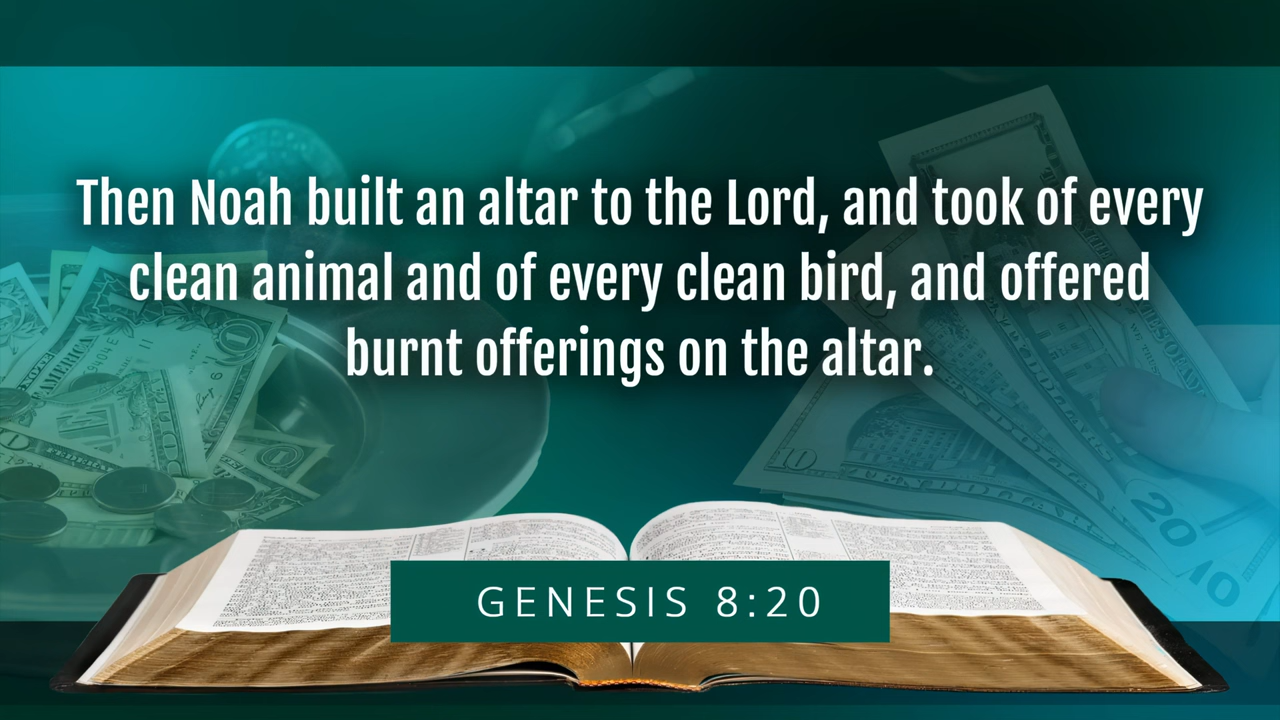 Then Noah built an altar to the Lord, and took of every
clean animal and of every clean bird, and offered
burnt offerings on the altar.
GENESIS 8:20